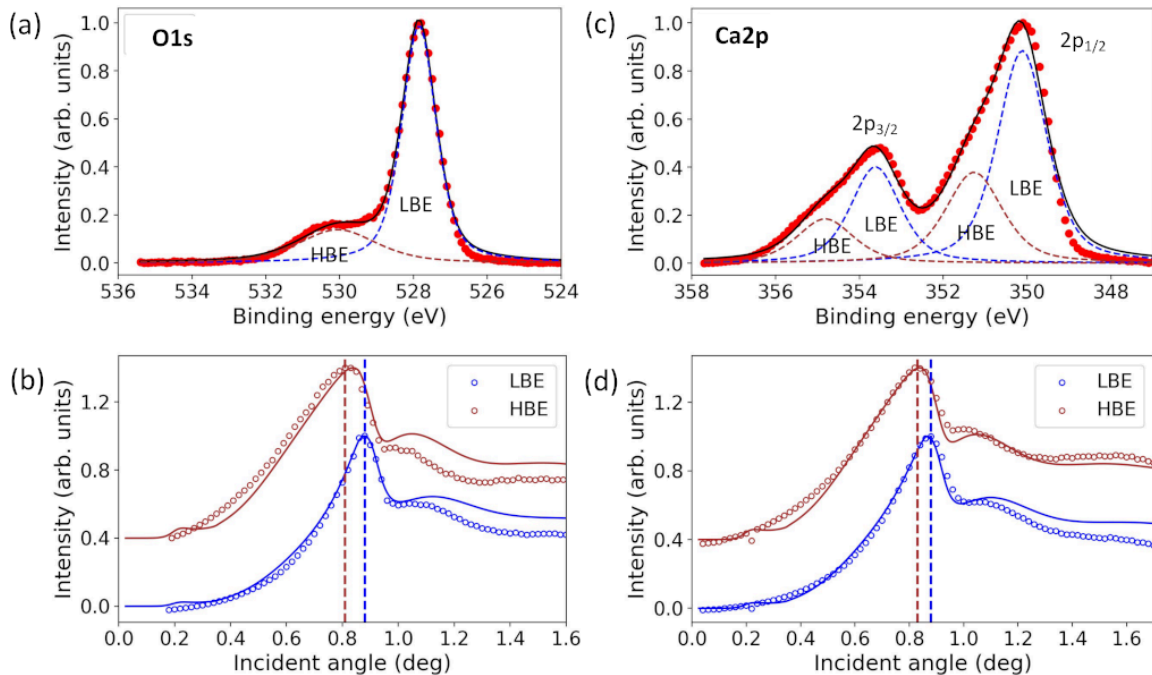 (a)
O1s
LBE
HBE
Intensity (arb. units)
1.0
0.8
0.6
0.4
0.2
0.0
536
534
532
530
528
526
524
Binding energy (eV)
(c)
Ca2p
2p1/2
2p3/2
LBE
LBE
HBE
HBE
Intensity (arb. units)
1.0
0.8
0.6
0.4
0.2
0.0
358
356
354
352
350
348
Binding energy (eV)
(b)
LBE
HBE
Intensity (arb. units)
1.2
0.8
0.4
0.0
0.0
0.2
0.4
0.6
0.8
1.0
1.2
1.4
1.6
Incident angle (deg)
(d)
LBE
HBE
Intensity (arb. units)
1.2
0.8
0.4
0.0
0.0
0.2
0.4
0.6
0.8
1.0
1.2
1.4
1.6
Incident angle (deg)